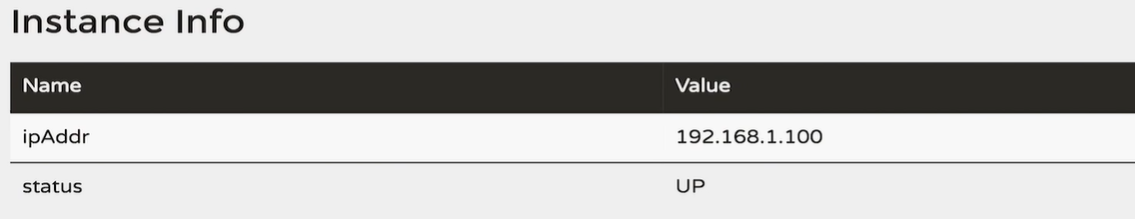 Instance Info
Name Value
ipAddr 192.168.1.100
status UP